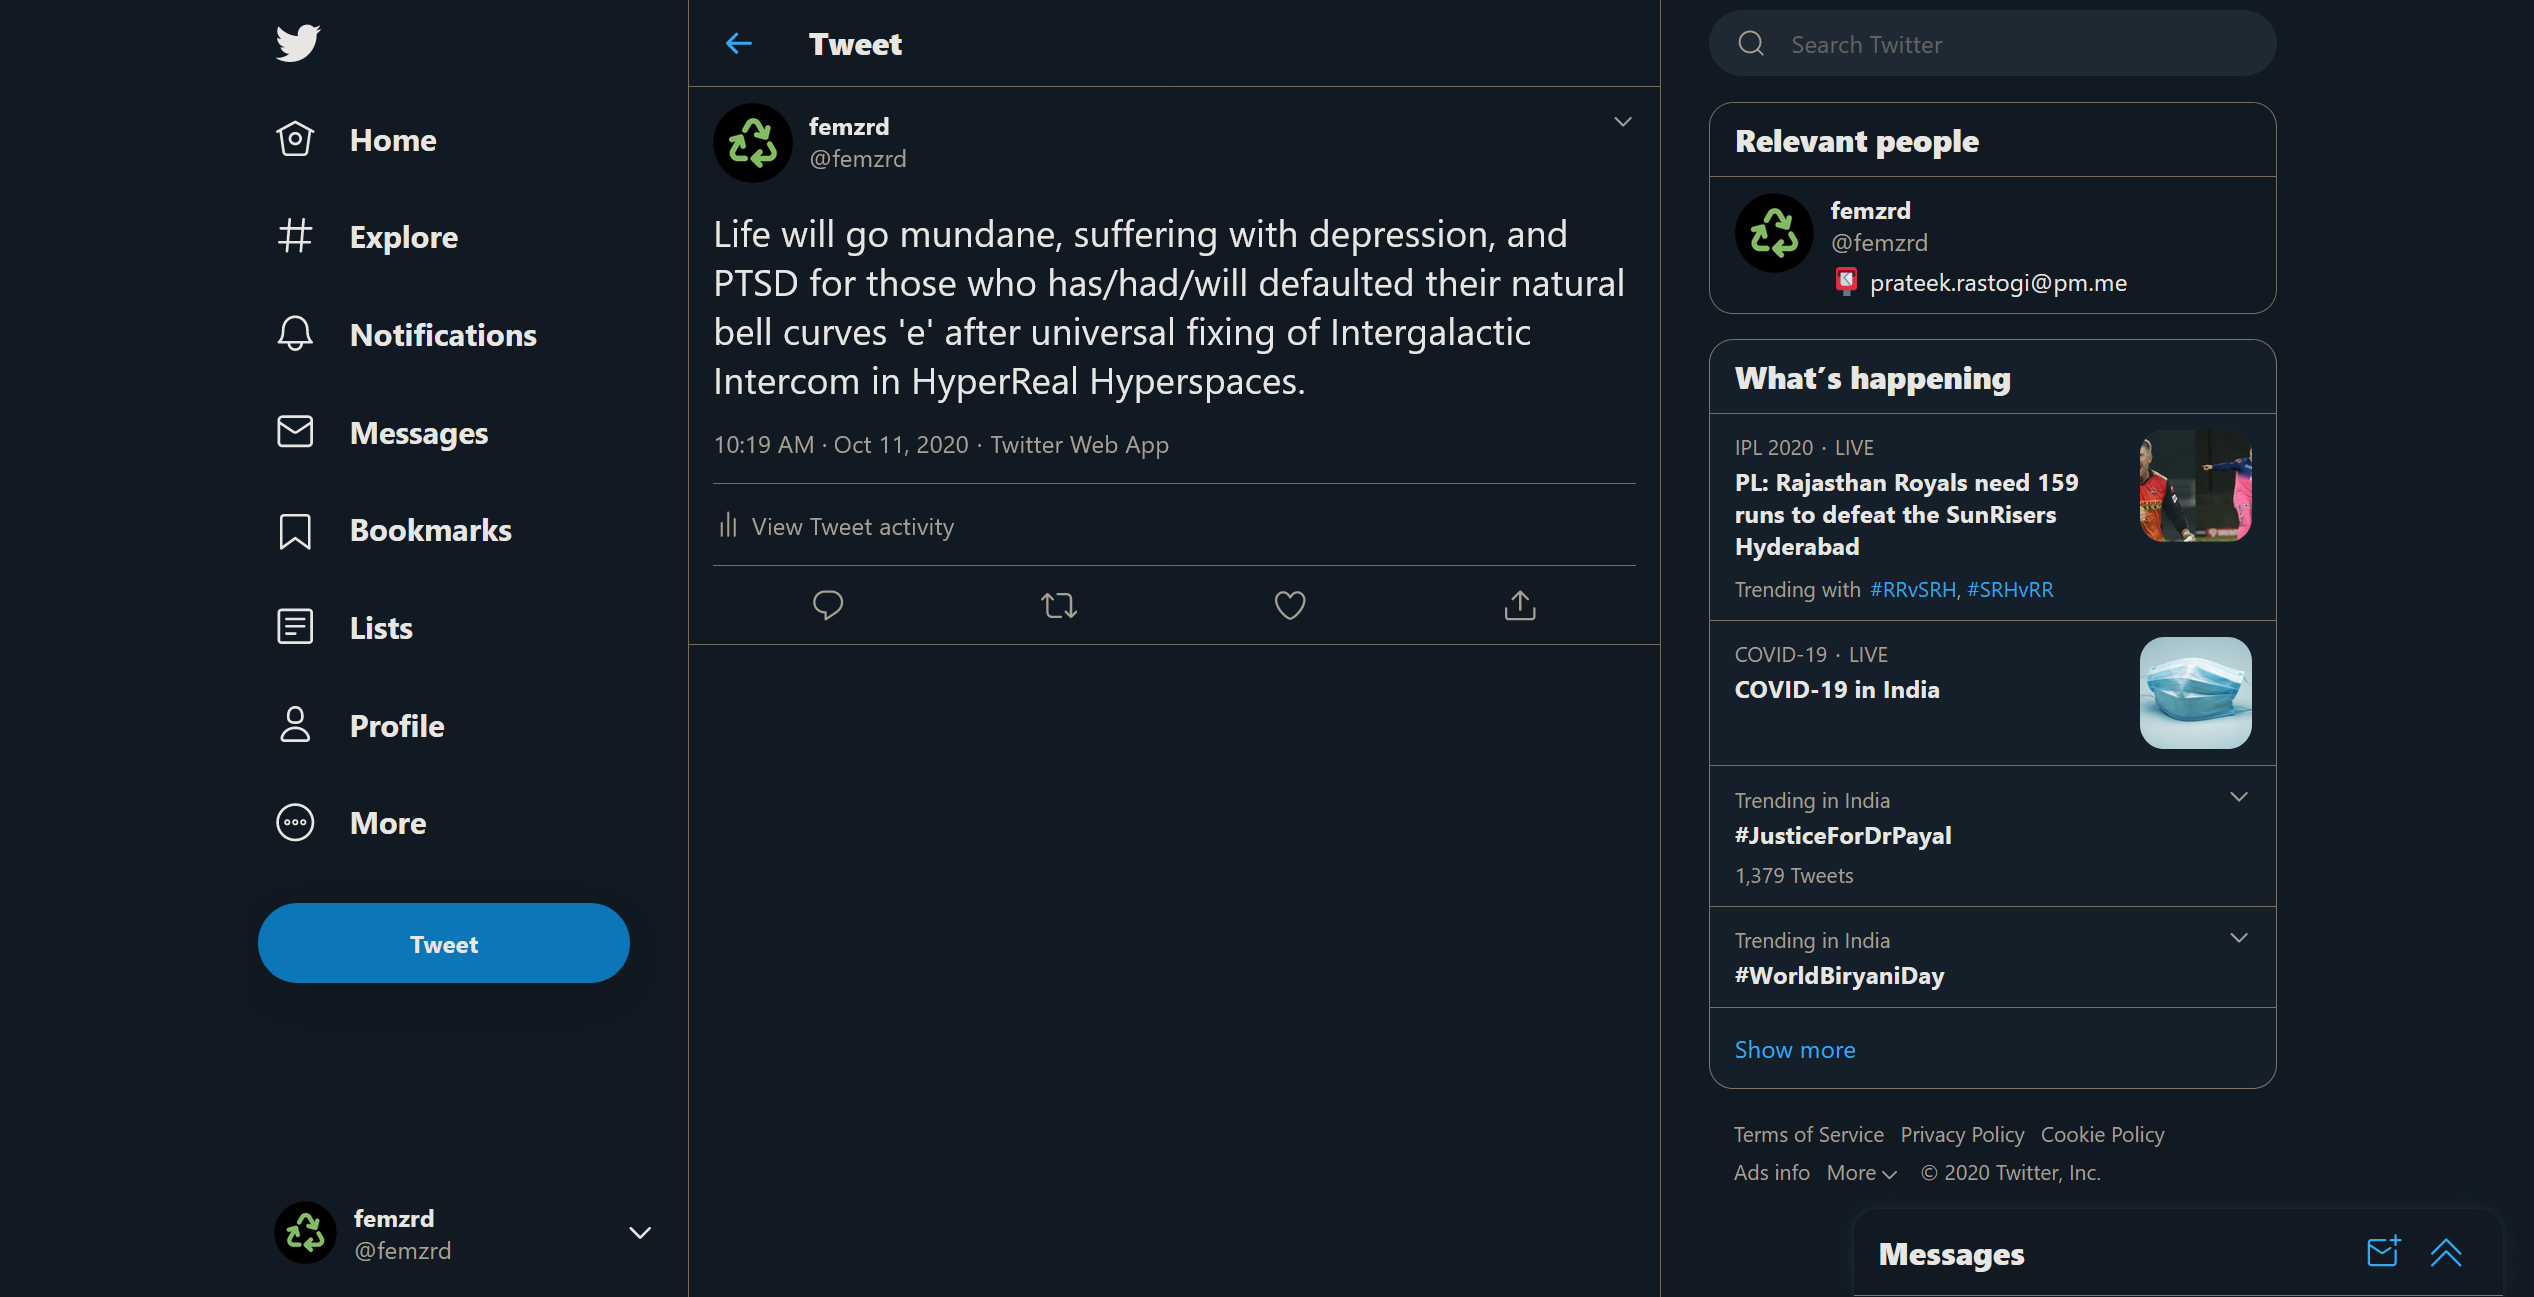 Home
Explore
Notifications
Messages
Bookmarks
Lists
Profile
More
Tweet
femzrd
@femzrd
Tweet
femzrd
@femzrd
Life will go mundane, suffering with depression, and
PTSD for those who has/had/will defaulted their natural
bell curves 'e' after universal fixing of Intergalactic
Intercom in HyperReal Hyperspaces.
10:19 AM · Oct 11, 2020 · Twitter Web App
View Tweet activity
Search Twitter
Relevant people
femzrd
@femzrd
prateek.rastogi@pm.me
What's happening
IPL 2020 · LIVE
PL: Rajasthan Royals need 159
runs to defeat the SunRisers
Hyderabad
Trending with #RRvSRH, #SRHvRR
COVID-19 · LIVE
COVID-19 in India
Trending in India
#JusticeForDrPayal
1,379 Tweets
Trending in India
#WorldBiryaniDay
Show more
Terms of Service Privacy Policy Cookie Policy
Ads info More © 2020 Twitter, Inc.
Messages